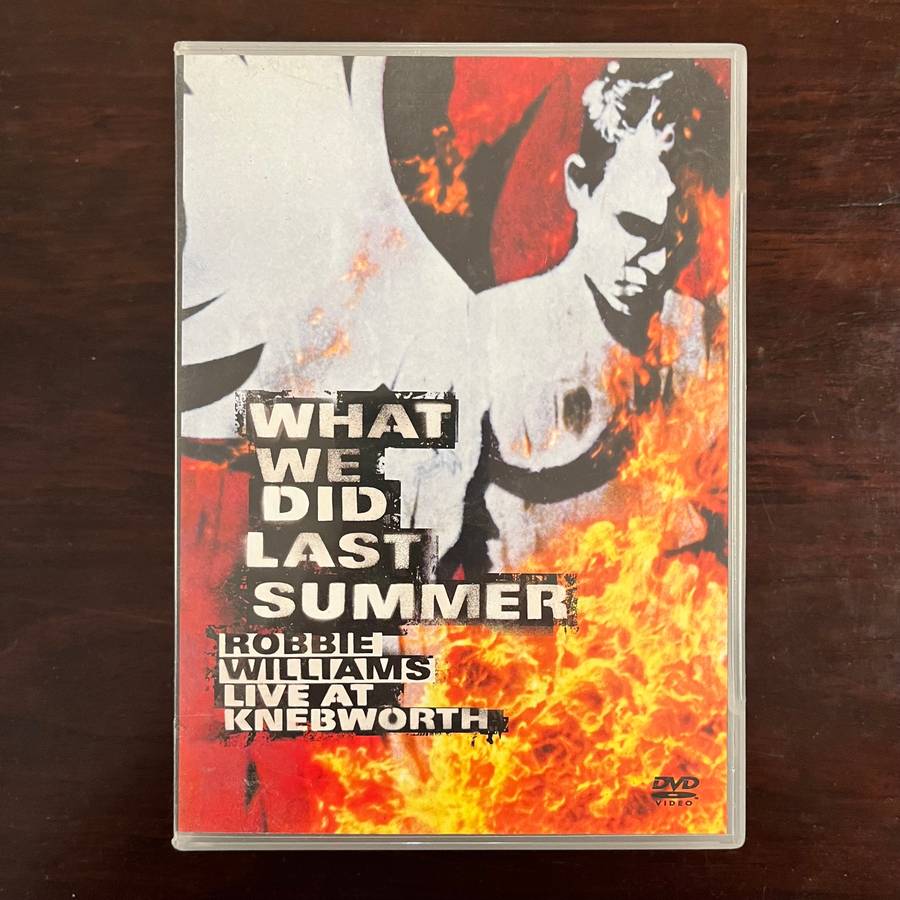 WHAT
WE
DID
LAST
SUMMER
ROBBIE
WILLIAMS
LIVE AT
KNEBWORTH
DVD
VIDEO